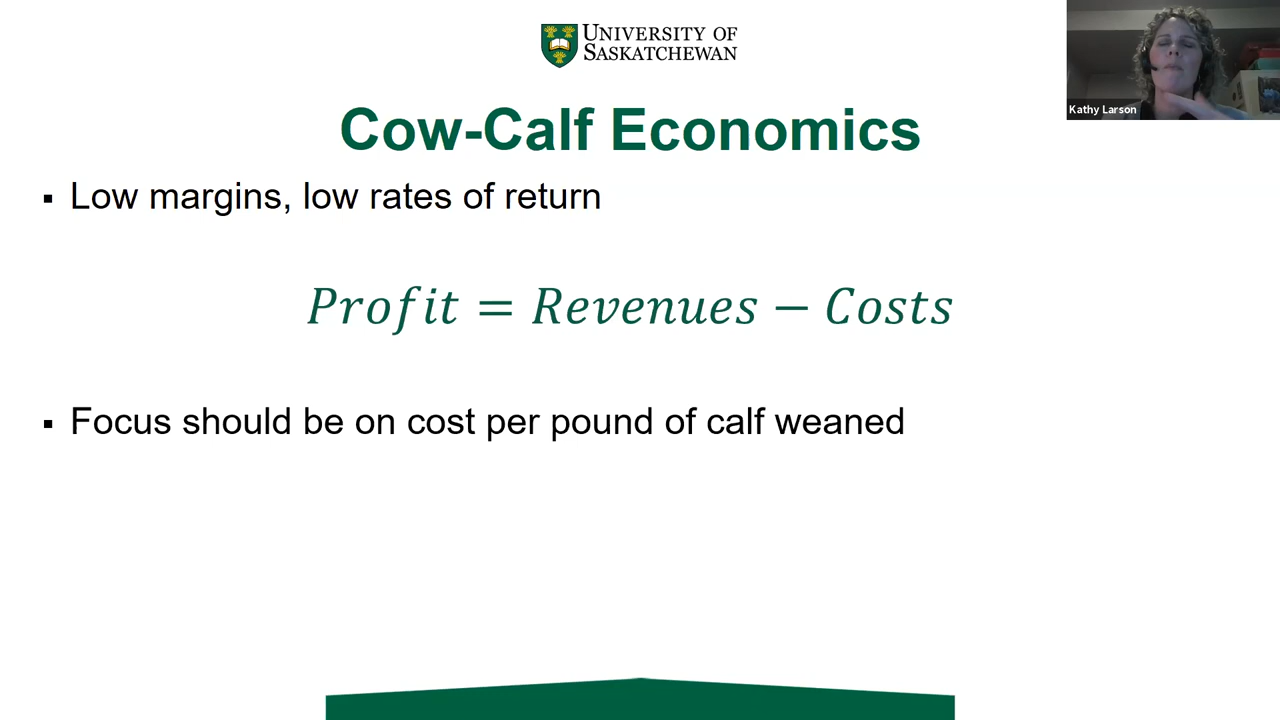 UNIVERSITY OF
SASKATCHEWAN
Kathy Larson
Cow-Calf Economics
▪ Low margins, low rates of return
Profit = Revenues − Costs
▪ Focus should be on cost per pound of calf weaned